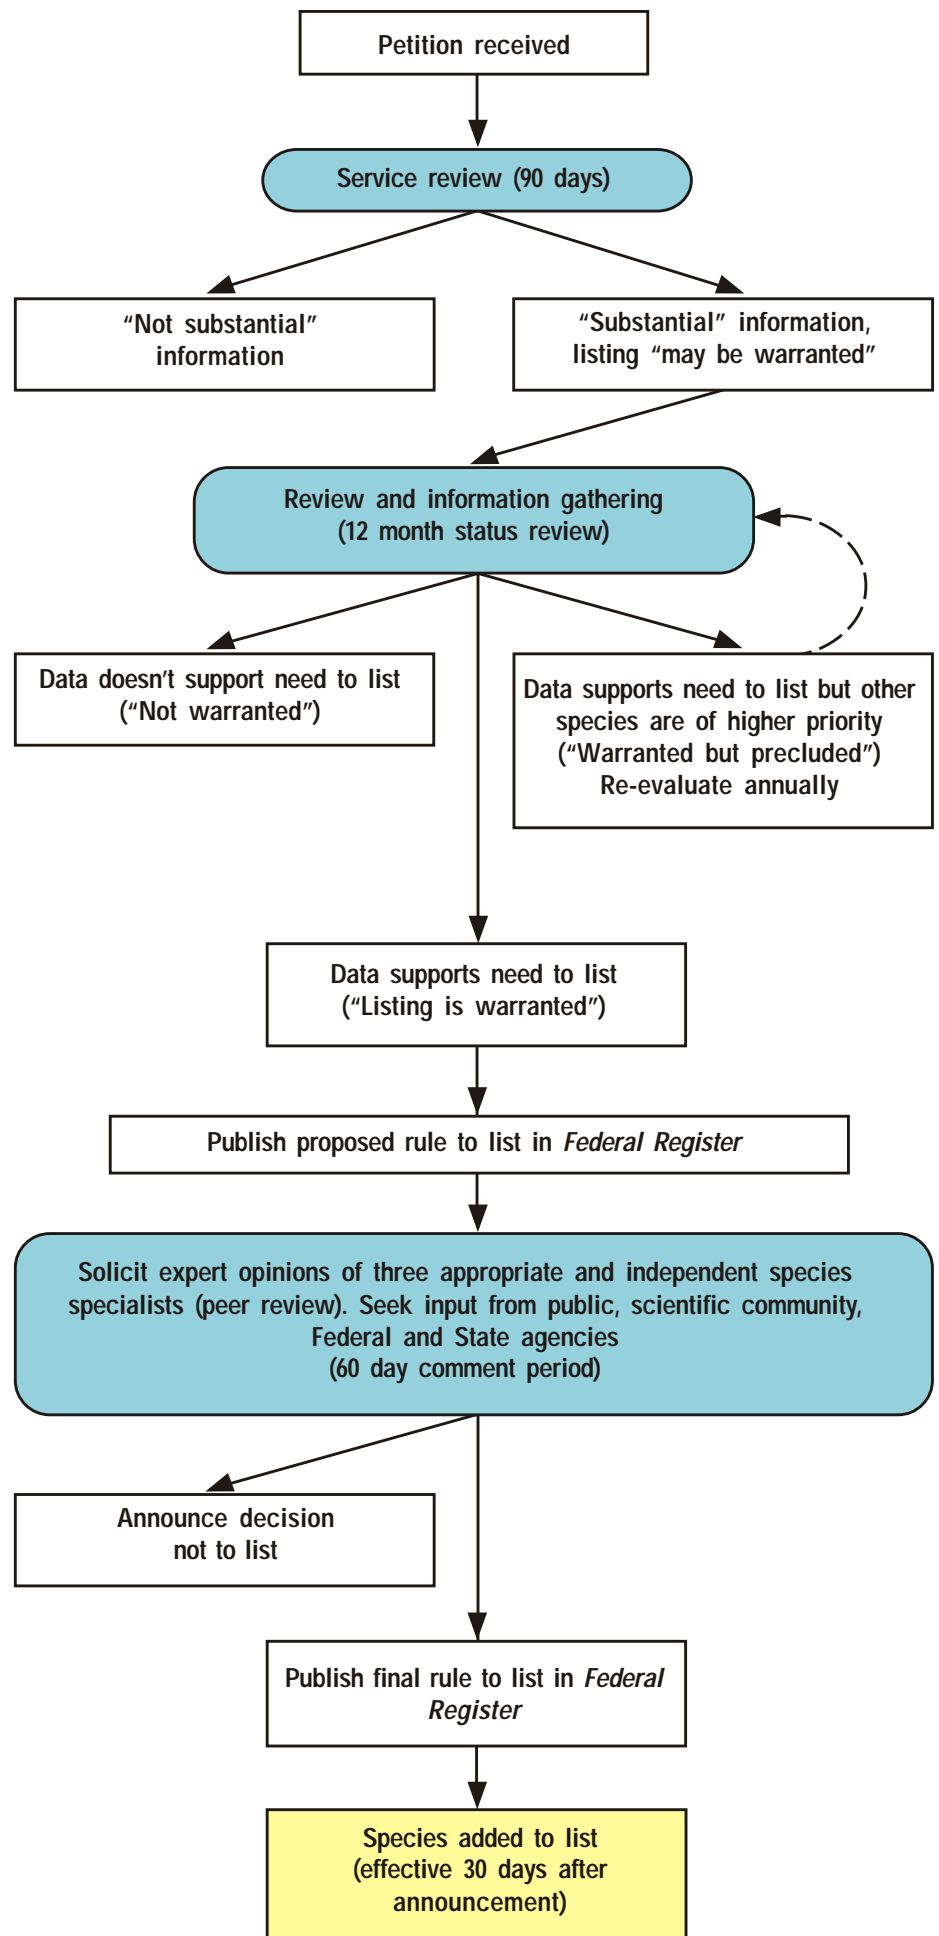 Petition received
Service review (90 days)
“Not substantial”
information
“Substantial” information,
listing “may be warranted”
Review and information gathering
(12 month status review)
Data doesn't support need to list
(“Not warranted”)
Data supports need to list but other
species are of higher priority
(“Warranted but precluded”)
Re-evaluate annually
Data supports need to list
(“Listing is warranted”)
Publish proposed rule to list in Federal Register
Solicit expert opinions of three appropriate and independent species
specialists (peer review). Seek input from public, scientific community,
Federal and State agencies
(60 day comment period)
Announce decision
not to list
Publish final rule to list in Federal
Register
Species added to list
(effective 30 days after
announcement)